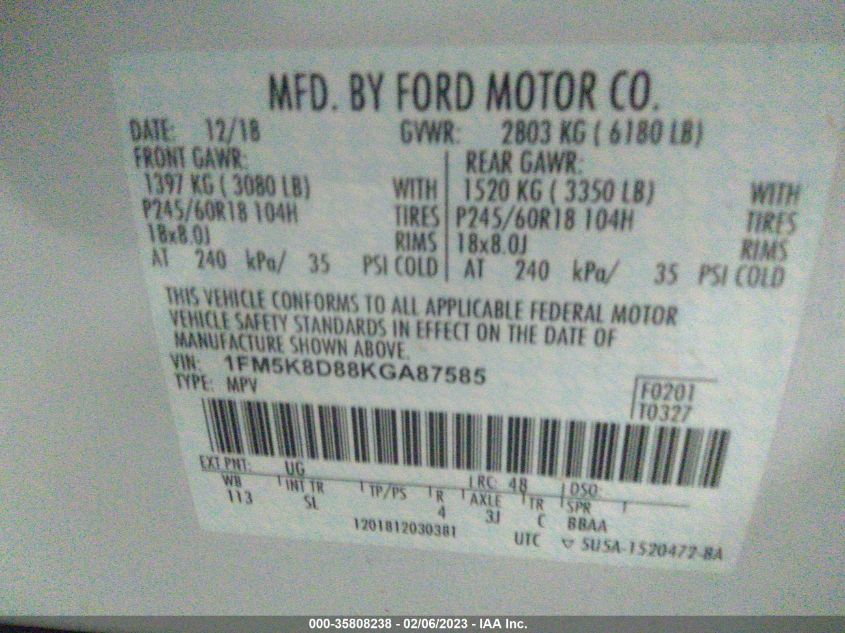 MFD. BY FORD MOTOR CO.
DATE: 12/18 GVWR: 2803 KG ( 6180 LB)
FRONT GAWR: REAR GAWR:
1397 KG ( 3080 LB) WITH 1520 KG ( 3350 LB) WITH
P245/60R18 104H TIRES P245/60R18 104H TIRES
18x8.0J RIMS 18x8.0J RIMS
AT 240 kPa/ 35 PSI COLD AT 240 kPa/ 35 PSI COLD
THIS VEHICLE CONFORMS TO ALL APPLICABLE FEDERAL MOTOR
VEHICLE SAFETY STANDARDS IN EFFECT ON THE DATE OF
MANUFACTURE SHOWN ABOVE.
VIN: 1FM5K8D88KGA87585
TYPE: MPV
F0201
T0327
EXT PNT: UG RC: 48 DSO:
WB INT TR TP/PS R AXLE TR SPR
113 SL 4 3J C BBAA
1201812030381 UTC ▽ SU5A-1520472-BA
000-35808238 - 02/06/2023 - IAA Inc.